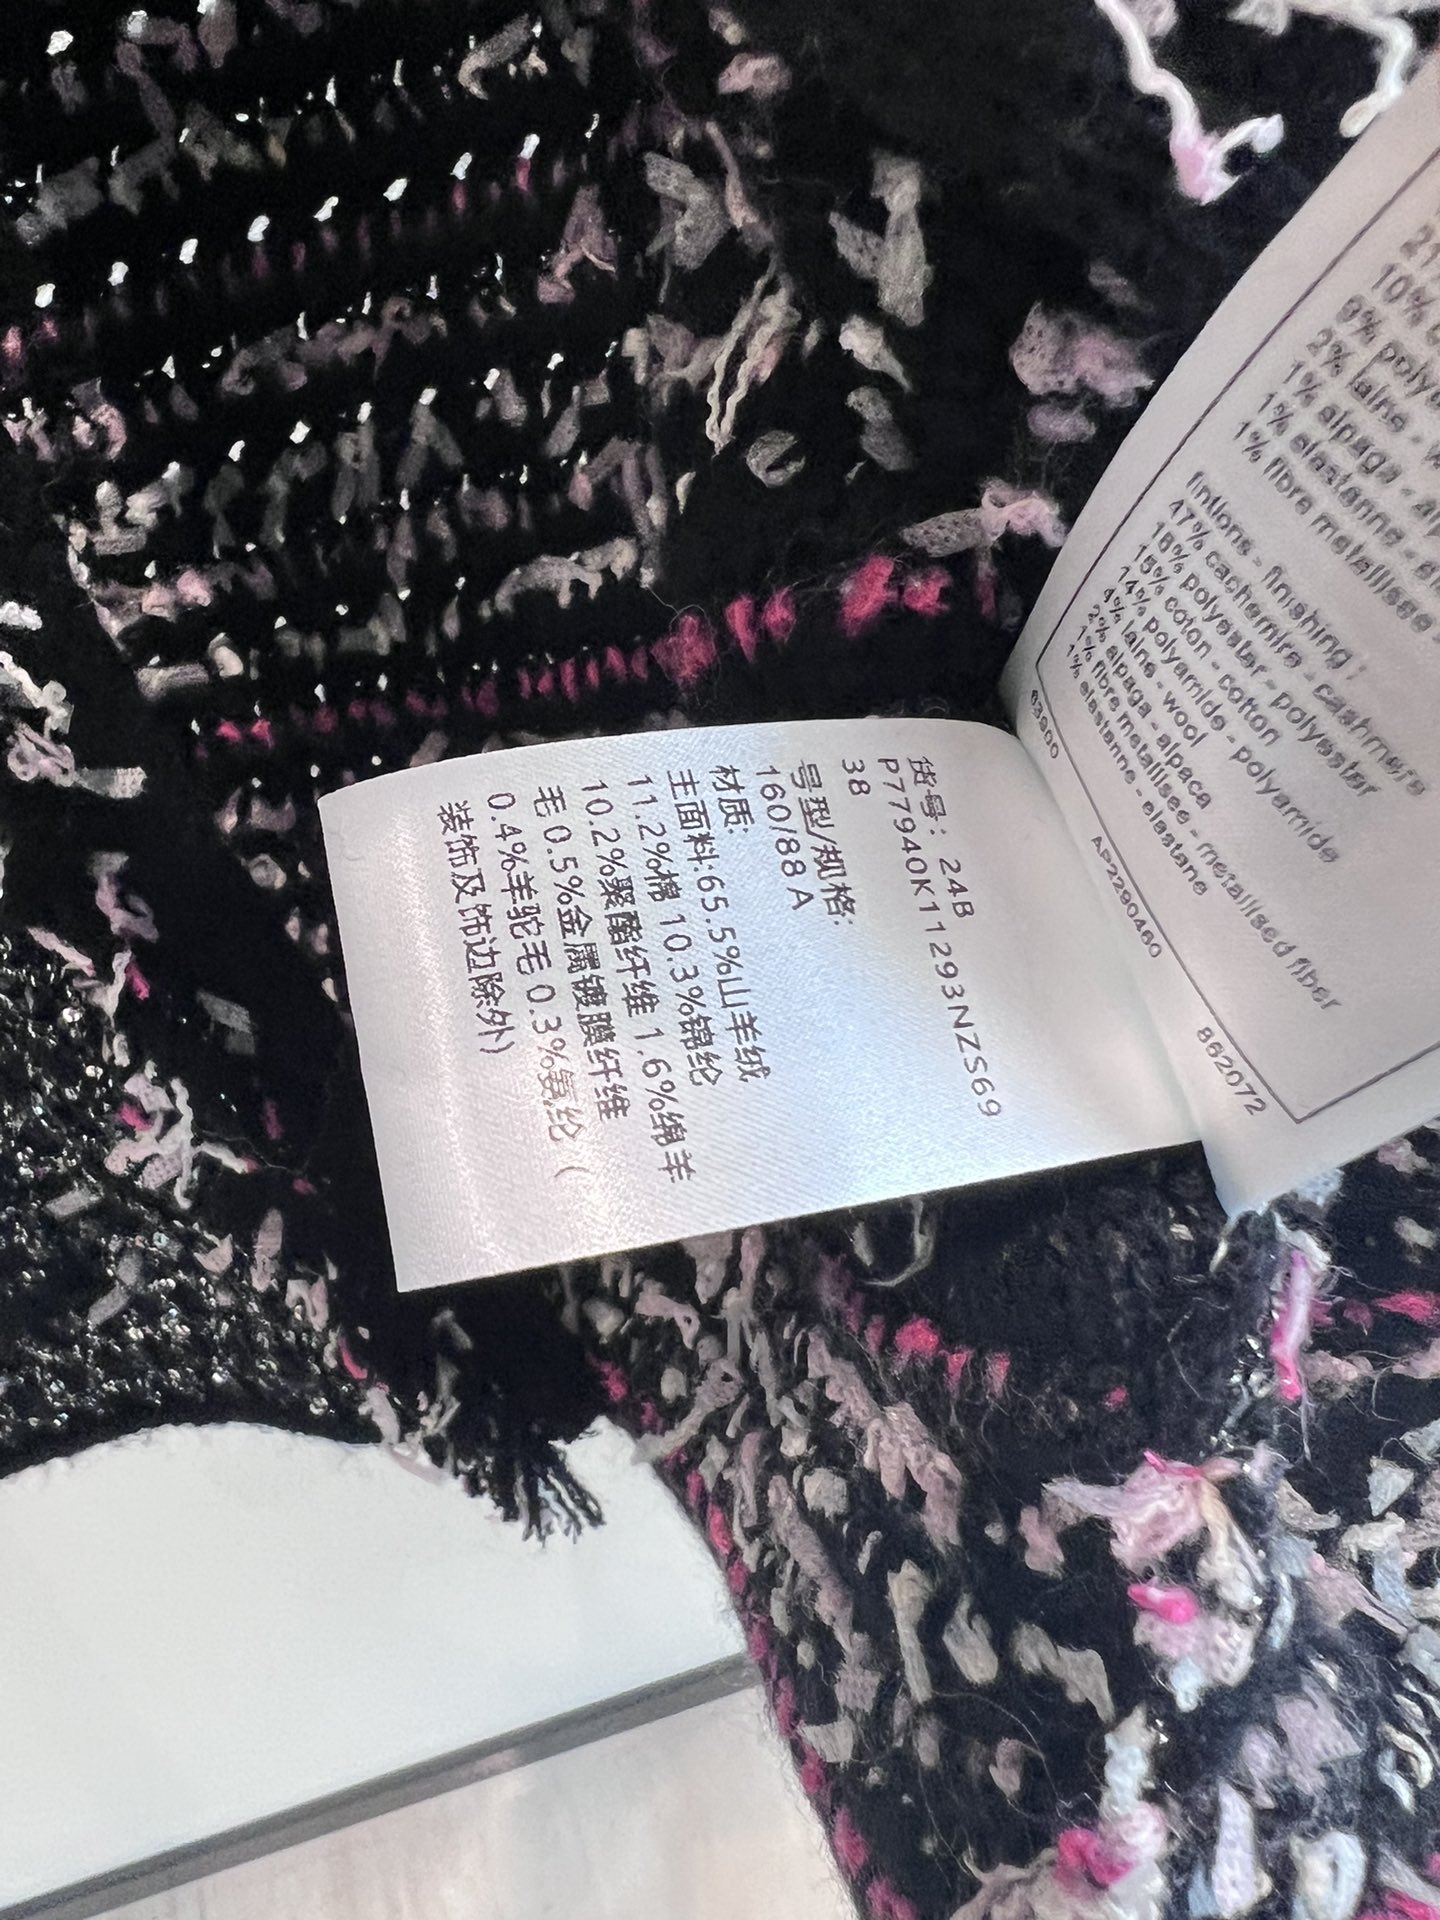 货号: 24B
P77940K11293NZS69
38
号型/规格:
160/88A
材质:
主面料:65.5%山羊绒
11.2%棉 10.3%锦纶
10.2%聚酯纤维 1.6%绵羊
毛 0.5%金属镀膜纤维
0.4%羊驼毛 0.3%氨纶 (
装饰及饰边除外)
10%
2% laine -
1% alpaga -
1% elastanne -
1% fibre metallisee
finitions - finishing :
47% cachemire - cashmere
18% polyester - polyester
15% coton - cotton
14% polyamide - polyamide
4% laine - wool
2% alpaga - alpaca
1% fibre metallisee - metallised fiber
1% elastanne - elastane
63900
AP2290460
862072